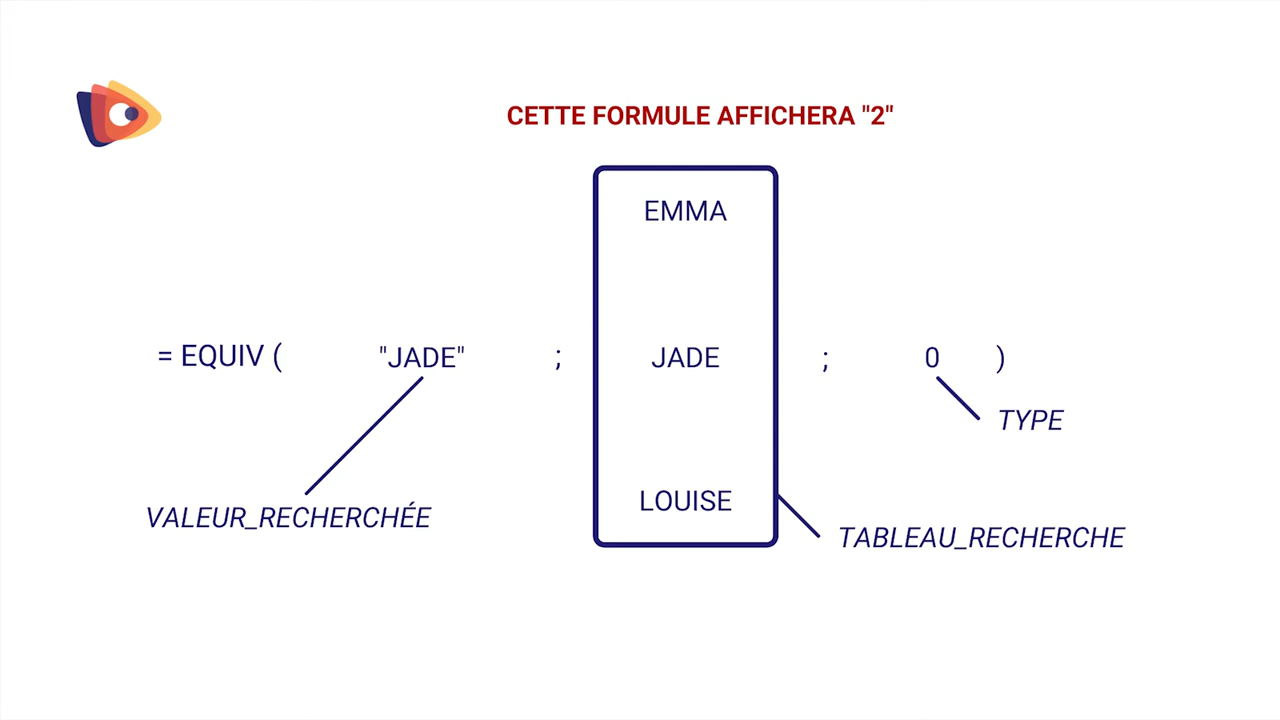 CETTE FORMULE AFFICHERA "2"
EMMA
= EQUIV ( "JADE" ; JADE ; 0 )
TYPE
LOUISE
VALEUR_RECHERCHÉE
TABLEAU_RECHERCHE